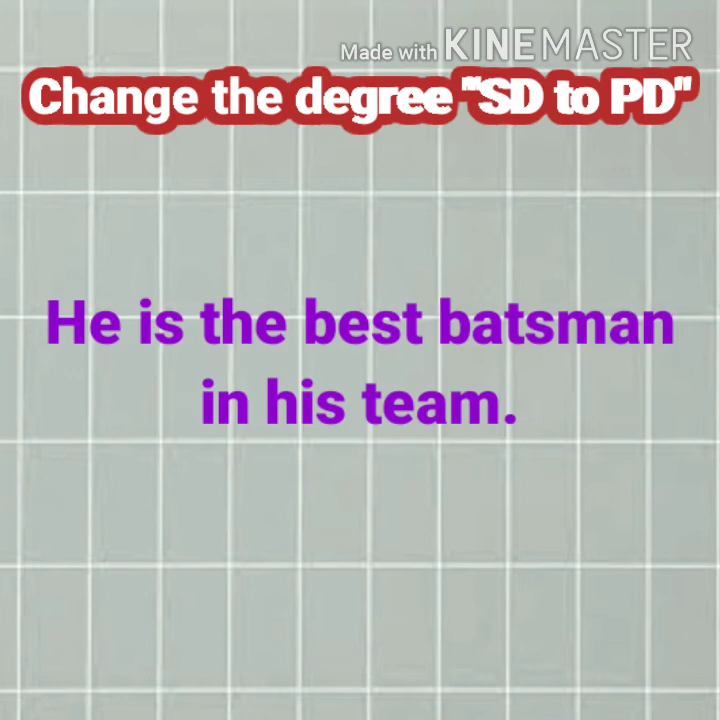 Made with KINEMASTER
Change the degree "SD to PD"
He is the best batsman
in his team.